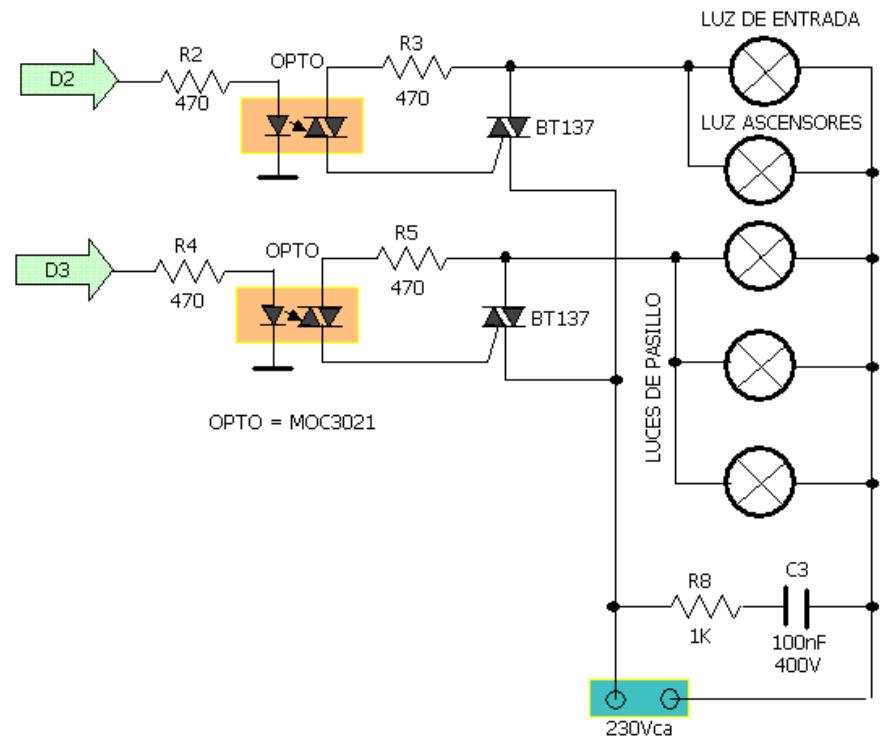 LUZ DE ENTRADA
D2
R2
470
OPTO
R3
470
BT137
LUZ ASCENSORES
D3
R4
470
OPTO
R5
470
BT137
LUCES DE PASILLO
OPTO = MOC3021
R8
1K
C3
100nF
400V
230Vca